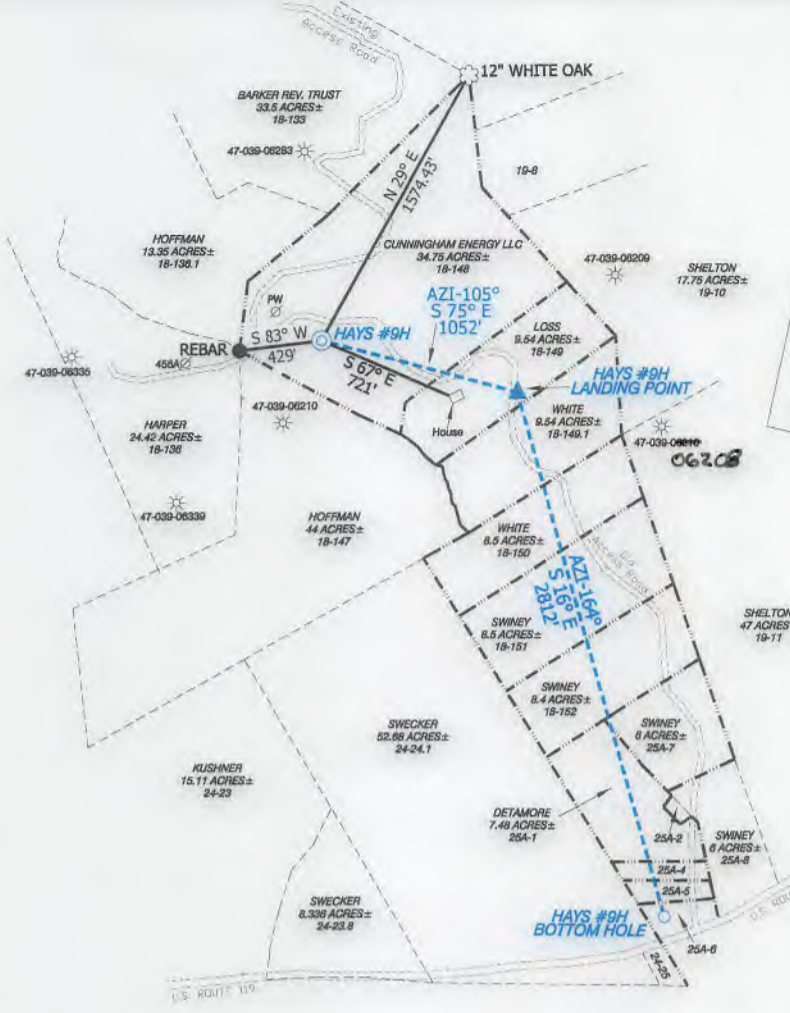 Existing
Access Road
12" WHITE OAK
BARKER REV. TRUST
33.5 ACRES±
18-133
47-039-06283
N 29° E
1574.43'
19-8
HOFFMAN
13.35 ACRES±
18-136.1
CUNNINGHAM ENERGY LLC
34.75 ACRES±
18-148
47-039-06209
SHELTON
17.75 ACRES±
19-10
AZI-105°
S 75° E
1052'
PW
LOSS
9.54 ACRES±
18-149
REBAR
S 83° W
429'
HAYS #9H
47-039-06335
458A
S 67° E
721'
HAYS #9H
LANDING POINT
47-039-06210
House
WHITE
9.54 ACRES±
18-149.1
47-039-06210
06208
HARPER
24.42 ACRES±
18-136
47-039-06339
HOFFMAN
44 ACRES±
18-147
WHITE
8.5 ACRES±
18-150
Old
Access Road
AZI-164°
S 16° E
2812'
SHELTON
47 ACRES
19-11
SWINEY
6.5 ACRES±
18-151
SWINEY
8.4 ACRES±
18-152
SWECKER
52.68 ACRES±
24-24.1
SWINEY
6 ACRES±
25A-7
KUSHNER
15.11 ACRES±
24-23
DETAMORE
7.48 ACRES±
25A-1
25A-2
SWINEY
6 ACRES±
25A-8
25A-4
25A-5
SWECKER
8.336 ACRES±
24-23.8
HAYS #9H
BOTTOM HOLE
25A-6
U.S. ROU
24-25
U.S. ROUTE 119